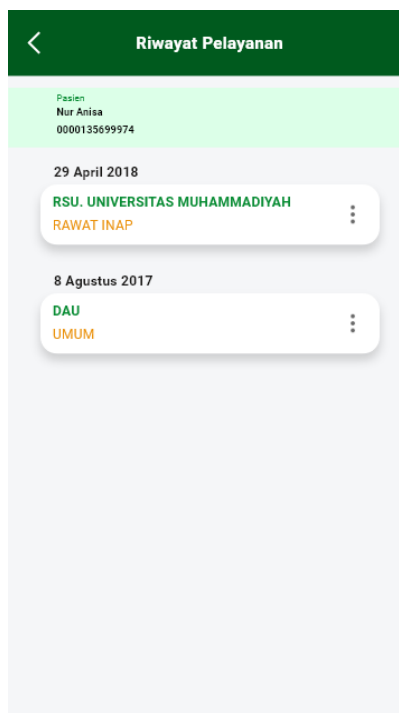 Riwayat Pelayanan
Pasien
Nur Anisa
0000135699974
29 April 2018
RSU. UNIVERSITAS MUHAMMADIYAH
RAWAT INAP
8 Agustus 2017
DAU
UMUM